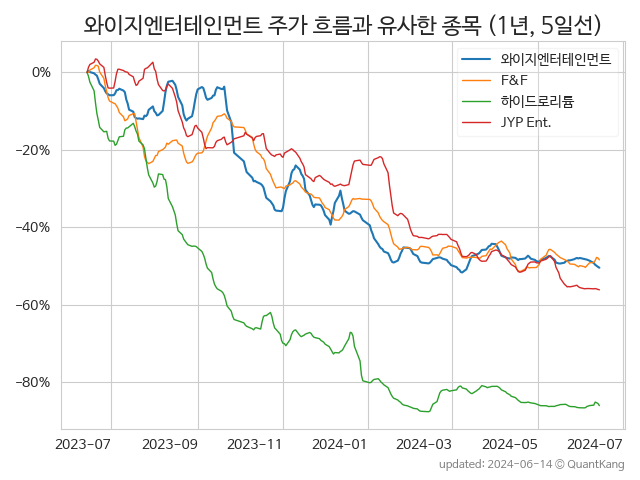 와이지엔터테인먼트 주가 흐름과 유사한 종목 (1년, 5일선)
와이지엔터테인먼트
F&F
하이드로리튬
JYP Ent.
0%
−20%
−40%
−60%
−80%
2023-07 2023-09 2023-11 2024-01 2024-03 2024-05 2024-07
updated: 2024-06-14 © QuantKang